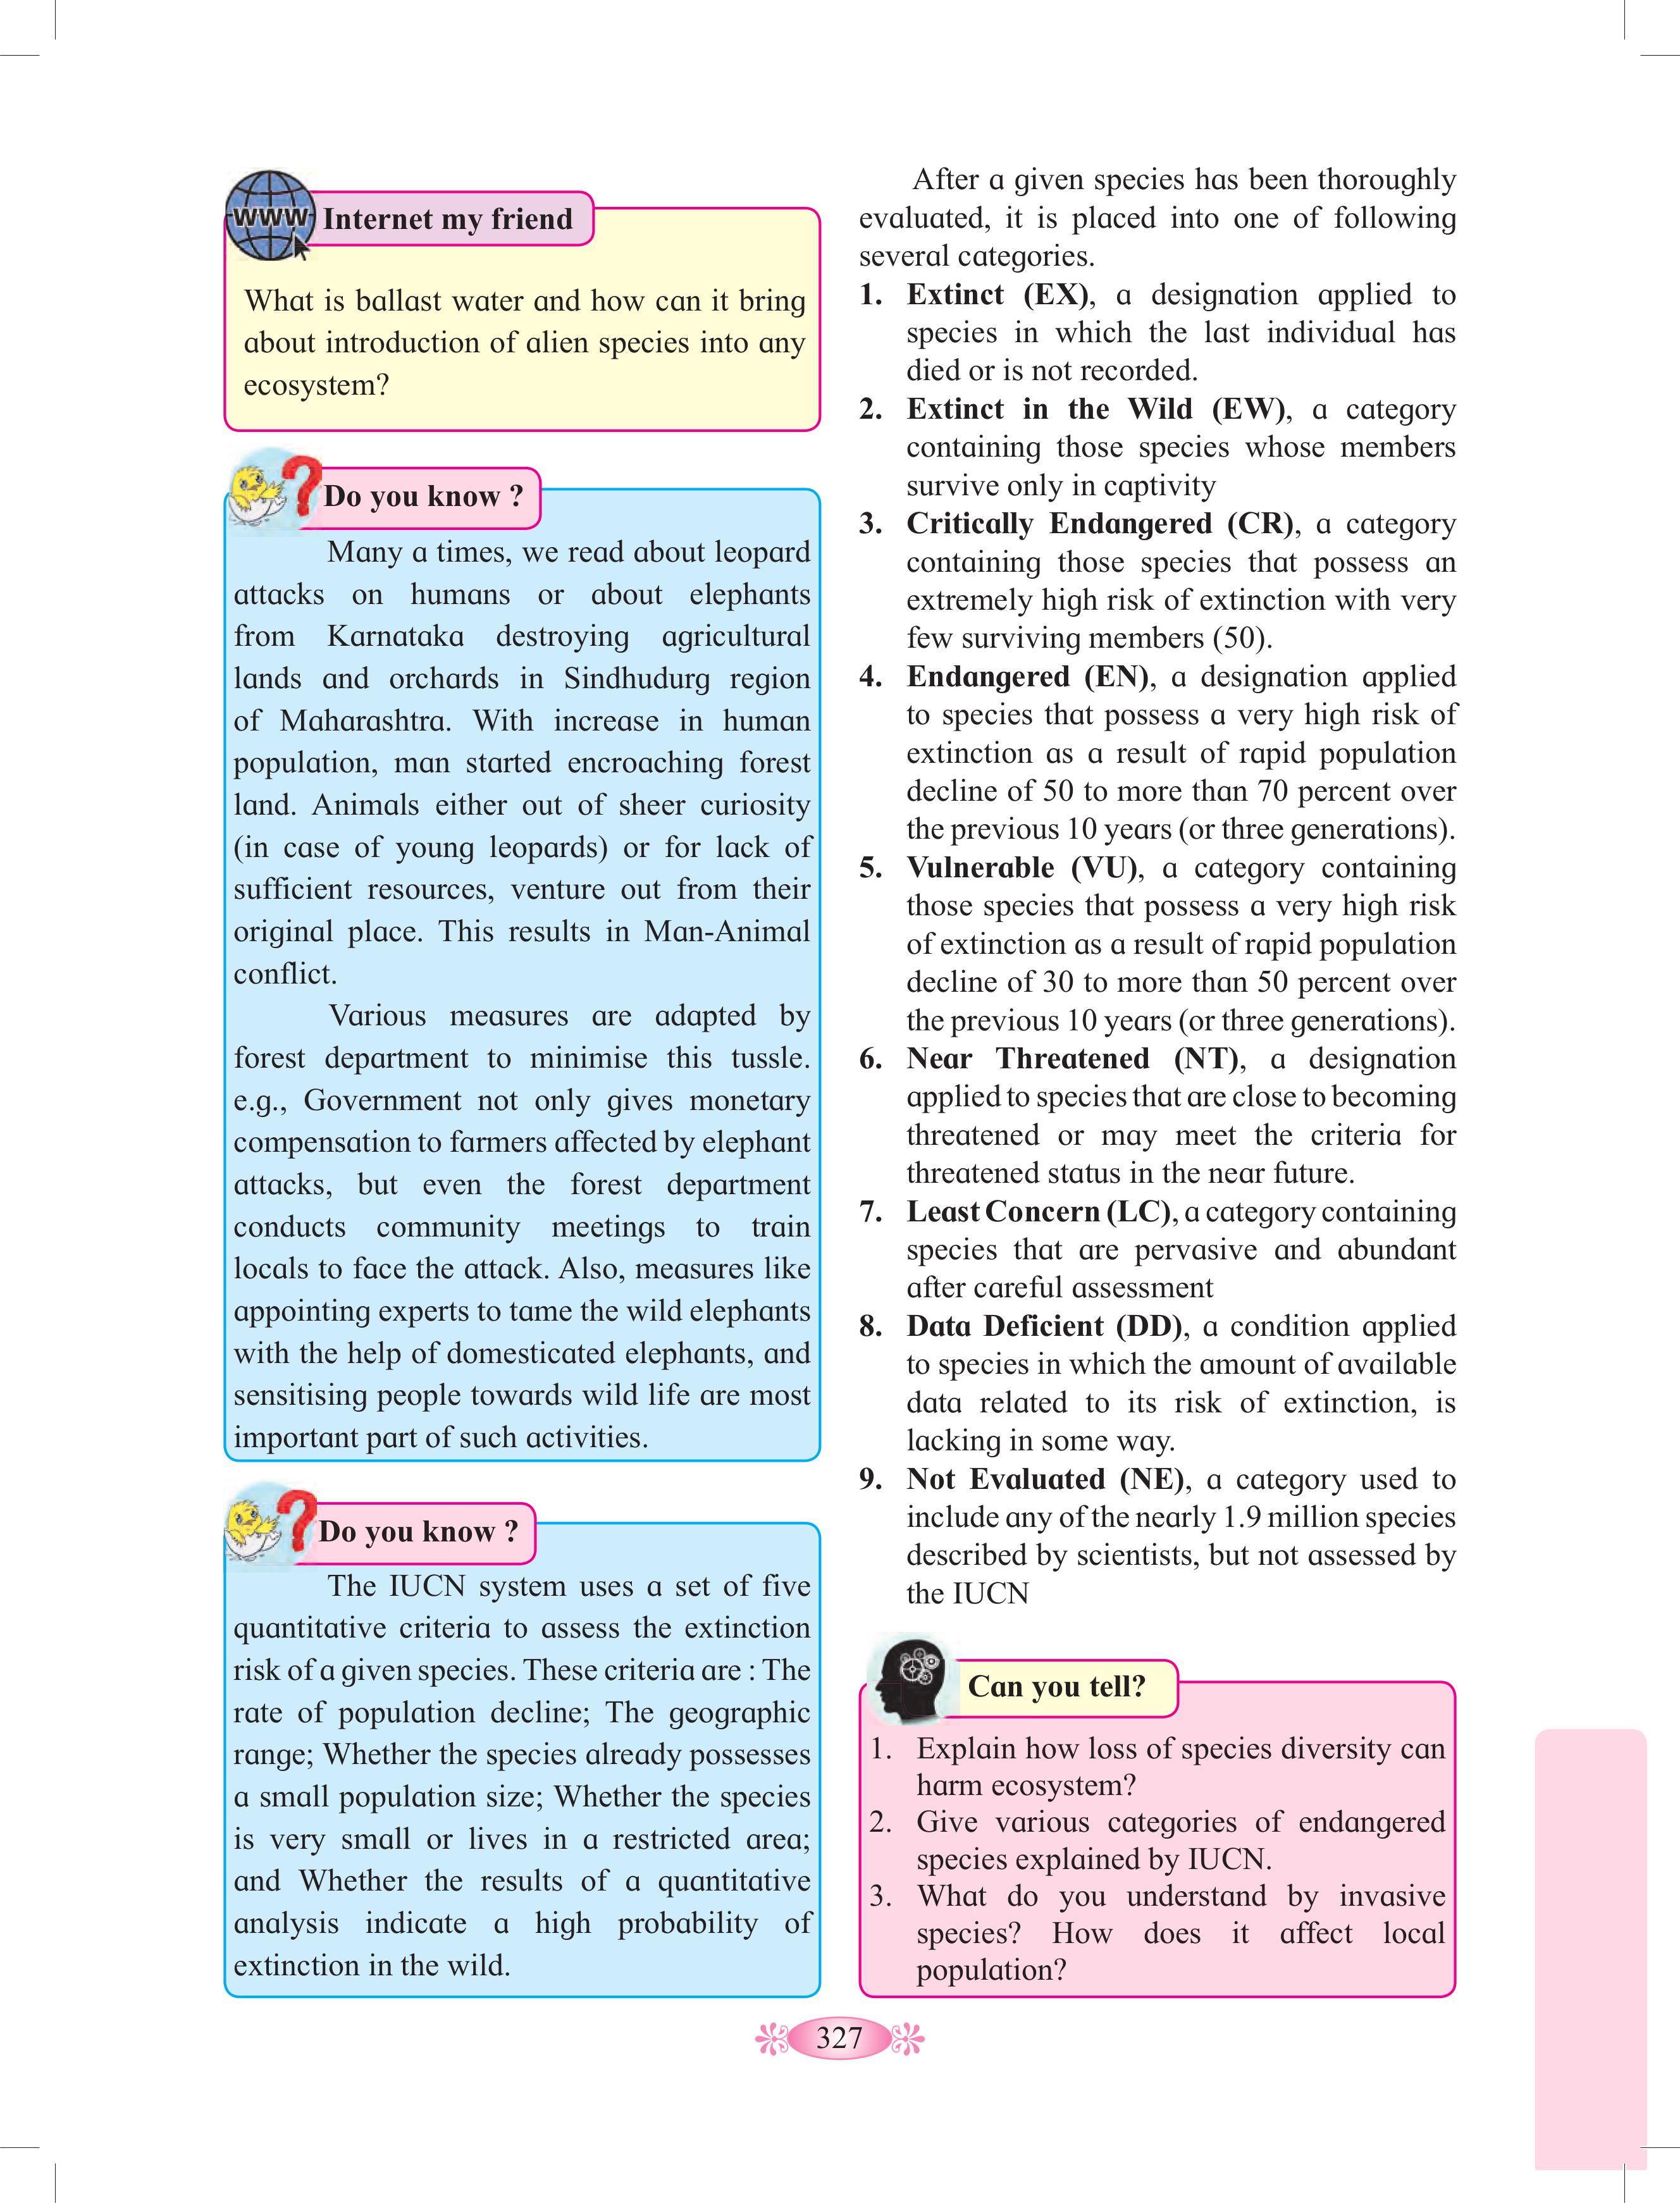 www
Internet my friend
What is ballast water and how can it bring
about introduction of alien species into any
ecosystem?
Do you know ?
Many a times, we read about leopard
attacks on humans or about elephants
from Karnataka destroying agricultural
lands and orchards in Sindhudurg region
of Maharashtra. With increase in human
population, man started encroaching forest
land. Animals either out of sheer curiosity
(in case of young leopards) or for lack of
sufficient resources, venture out from their
original place. This results in Man-Animal
conflict.
Various measures are adapted by
forest department to minimise this tussle.
e.g., Government not only gives monetary
compensation to farmers affected by elephant
attacks, but even the forest department
conducts community meetings to train
locals to face the attack. Also, measures like
appointing experts to tame the wild elephants
with the help of domesticated elephants, and
sensitising people towards wild life are most
important part of such activities.
Do you know ?
The IUCN system uses a set of five
quantitative criteria to assess the extinction
risk of a given species. These criteria are : The
rate of population decline; The geographic
range; Whether the species already possesses
a small population size; Whether the species
is very small or lives in a restricted area;
and Whether the results of a quantitative
analysis indicate a high probability of
extinction in the wild.
After a given species has been thoroughly
evaluated, it is placed into one of following
several categories.
1. Extinct (EX), a designation applied to
species in which the last individual has
died or is not recorded.
2. Extinct in the Wild (EW), a category
containing those species whose members
survive only in captivity
3. Critically Endangered (CR), a category
containing those species that possess an
extremely high risk of extinction with very
few surviving members (50).
4. Endangered (EN), a designation applied
to species that possess a very high risk of
extinction as a result of rapid population
decline of 50 to more than 70 percent over
the previous 10 years (or three generations).
5. Vulnerable (VU), a category containing
those species that possess a very high risk
of extinction as a result of rapid population
decline of 30 to more than 50 percent over
the previous 10 years (or three generations).
6. Near Threatened (NT), a designation
applied to species that are close to becoming
threatened or may meet the criteria for
threatened status in the near future.
7. Least Concern (LC), a category containing
species that are pervasive and abundant
after careful assessment
8. Data Deficient (DD), a condition applied
to species in which the amount of available
data related to its risk of extinction, is
lacking in some way.
9. Not Evaluated (NE), a category used to
include any of the nearly 1.9 million species
described by scientists, but not assessed by
the IUCN
Can you tell?
1. Explain how loss of species diversity can
harm ecosystem?
2. Give various categories of endangered
species explained by IUCN.
3. What do you understand by invasive
species? How does it affect local
population?
327